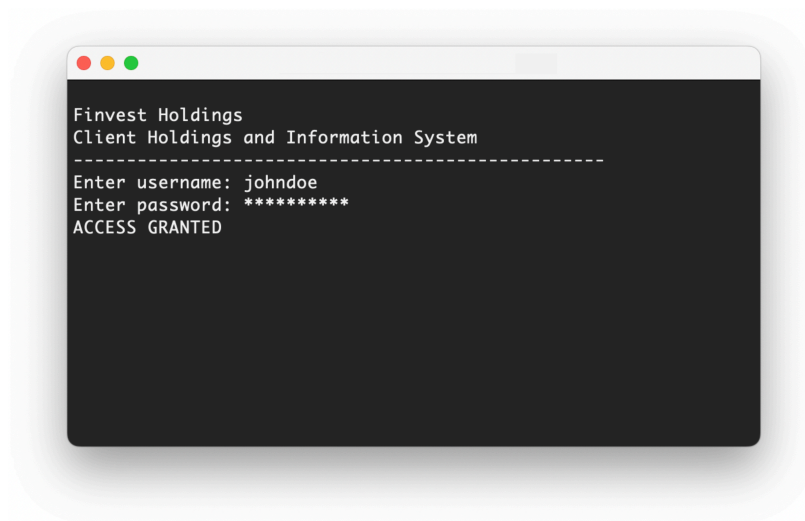 Finvest Holdings
Client Holdings and Information System
--------------------------------------------------
Enter username: johndoe
Enter password: **********
ACCESS GRANTED